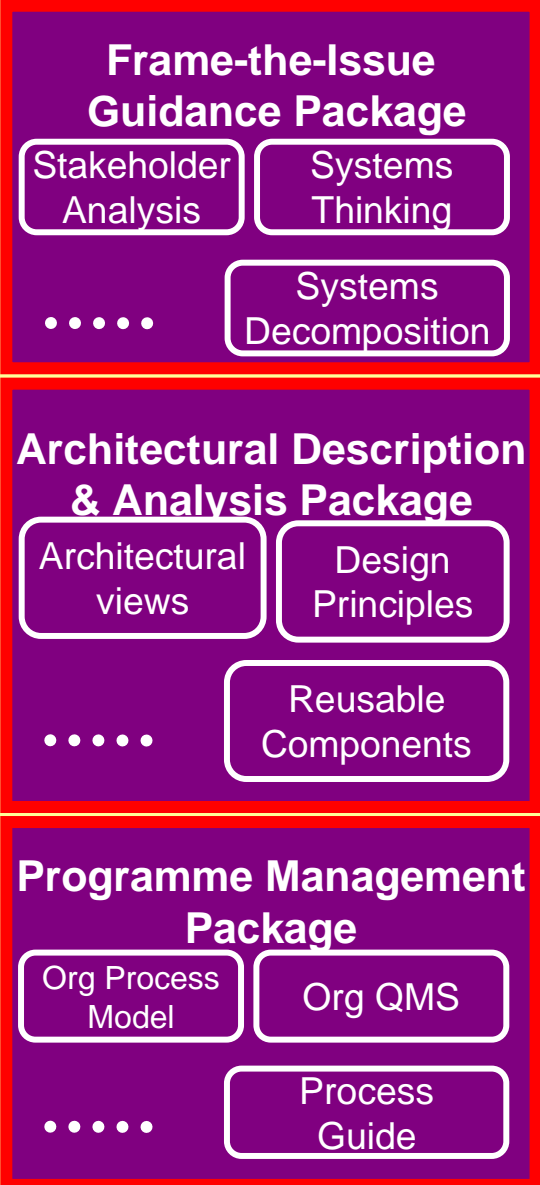 Frame-the-Issue
Guidance Package
Stakeholder
Analysis
Systems
Thinking
.....
Systems
Decomposition
Architectural Description
& Analysis Package
Architectural
views
Design
Principles
.....
Reusable
Components
Programme Management
Package
Org Process
Model
Org QMS
.....
Process
Guide